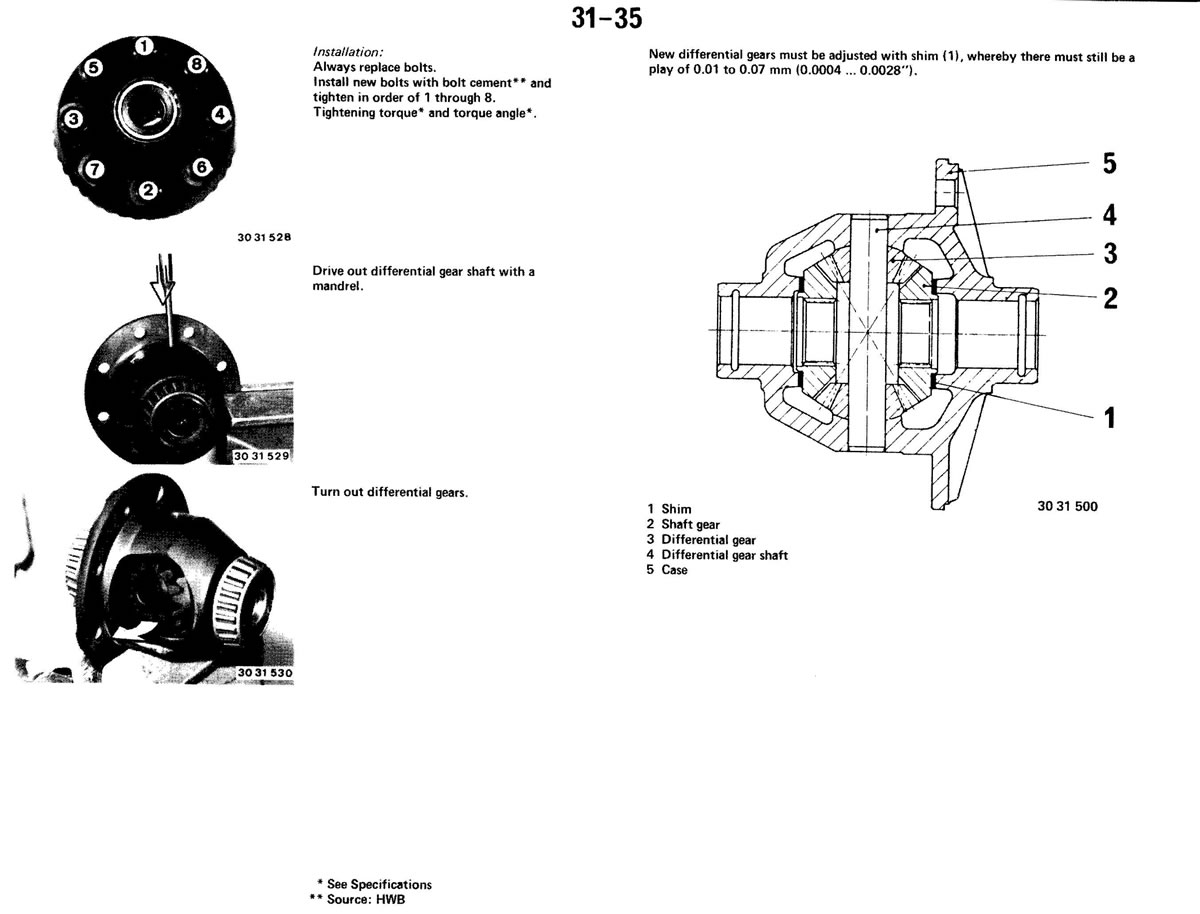 31-35
1
8
5
3
4
7
6
2
30 31 528
Installation:
Always replace bolts.
Install new bolts with bolt cement** and
tighten in order of 1 through 8.
Tightening torque* and torque angle*.
Drive out differential gear shaft with a
mandrel.
30 31 529
Turn out differential gears.
30 31 530
* See Specifications
** Source: HWB
New differential gears must be adjusted with shim (1), whereby there must still be a
play of 0.01 to 0.07 mm (0.0004 ... 0.0028").
5
4
3
2
1
30 31 500
1 Shim
2 Shaft gear
3 Differential gear
4 Differential gear shaft
5 Case